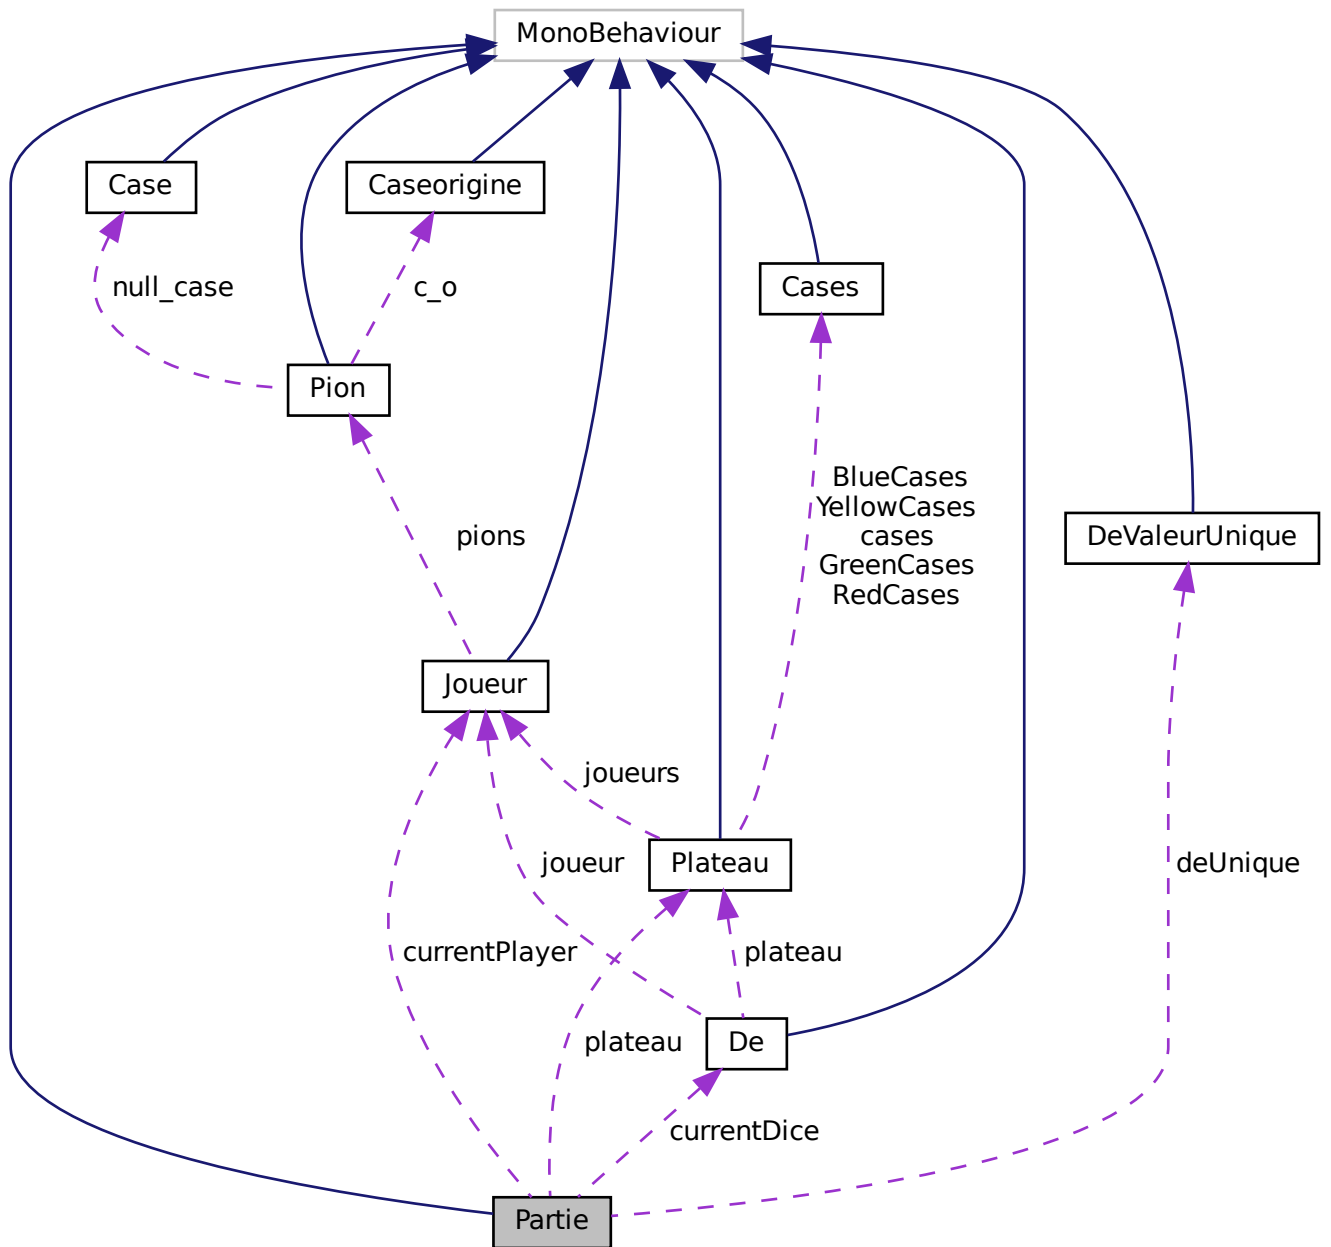 MonoBehaviour
Case
Caseorigine
null_case
c_o
Cases
Pion
BlueCases
YellowCases
cases
GreenCases
RedCases
pions
DeValeurUnique
Joueur
joueurs
joueur
Plateau
deUnique
currentPlayer
plateau
plateau
De
currentDice
Partie